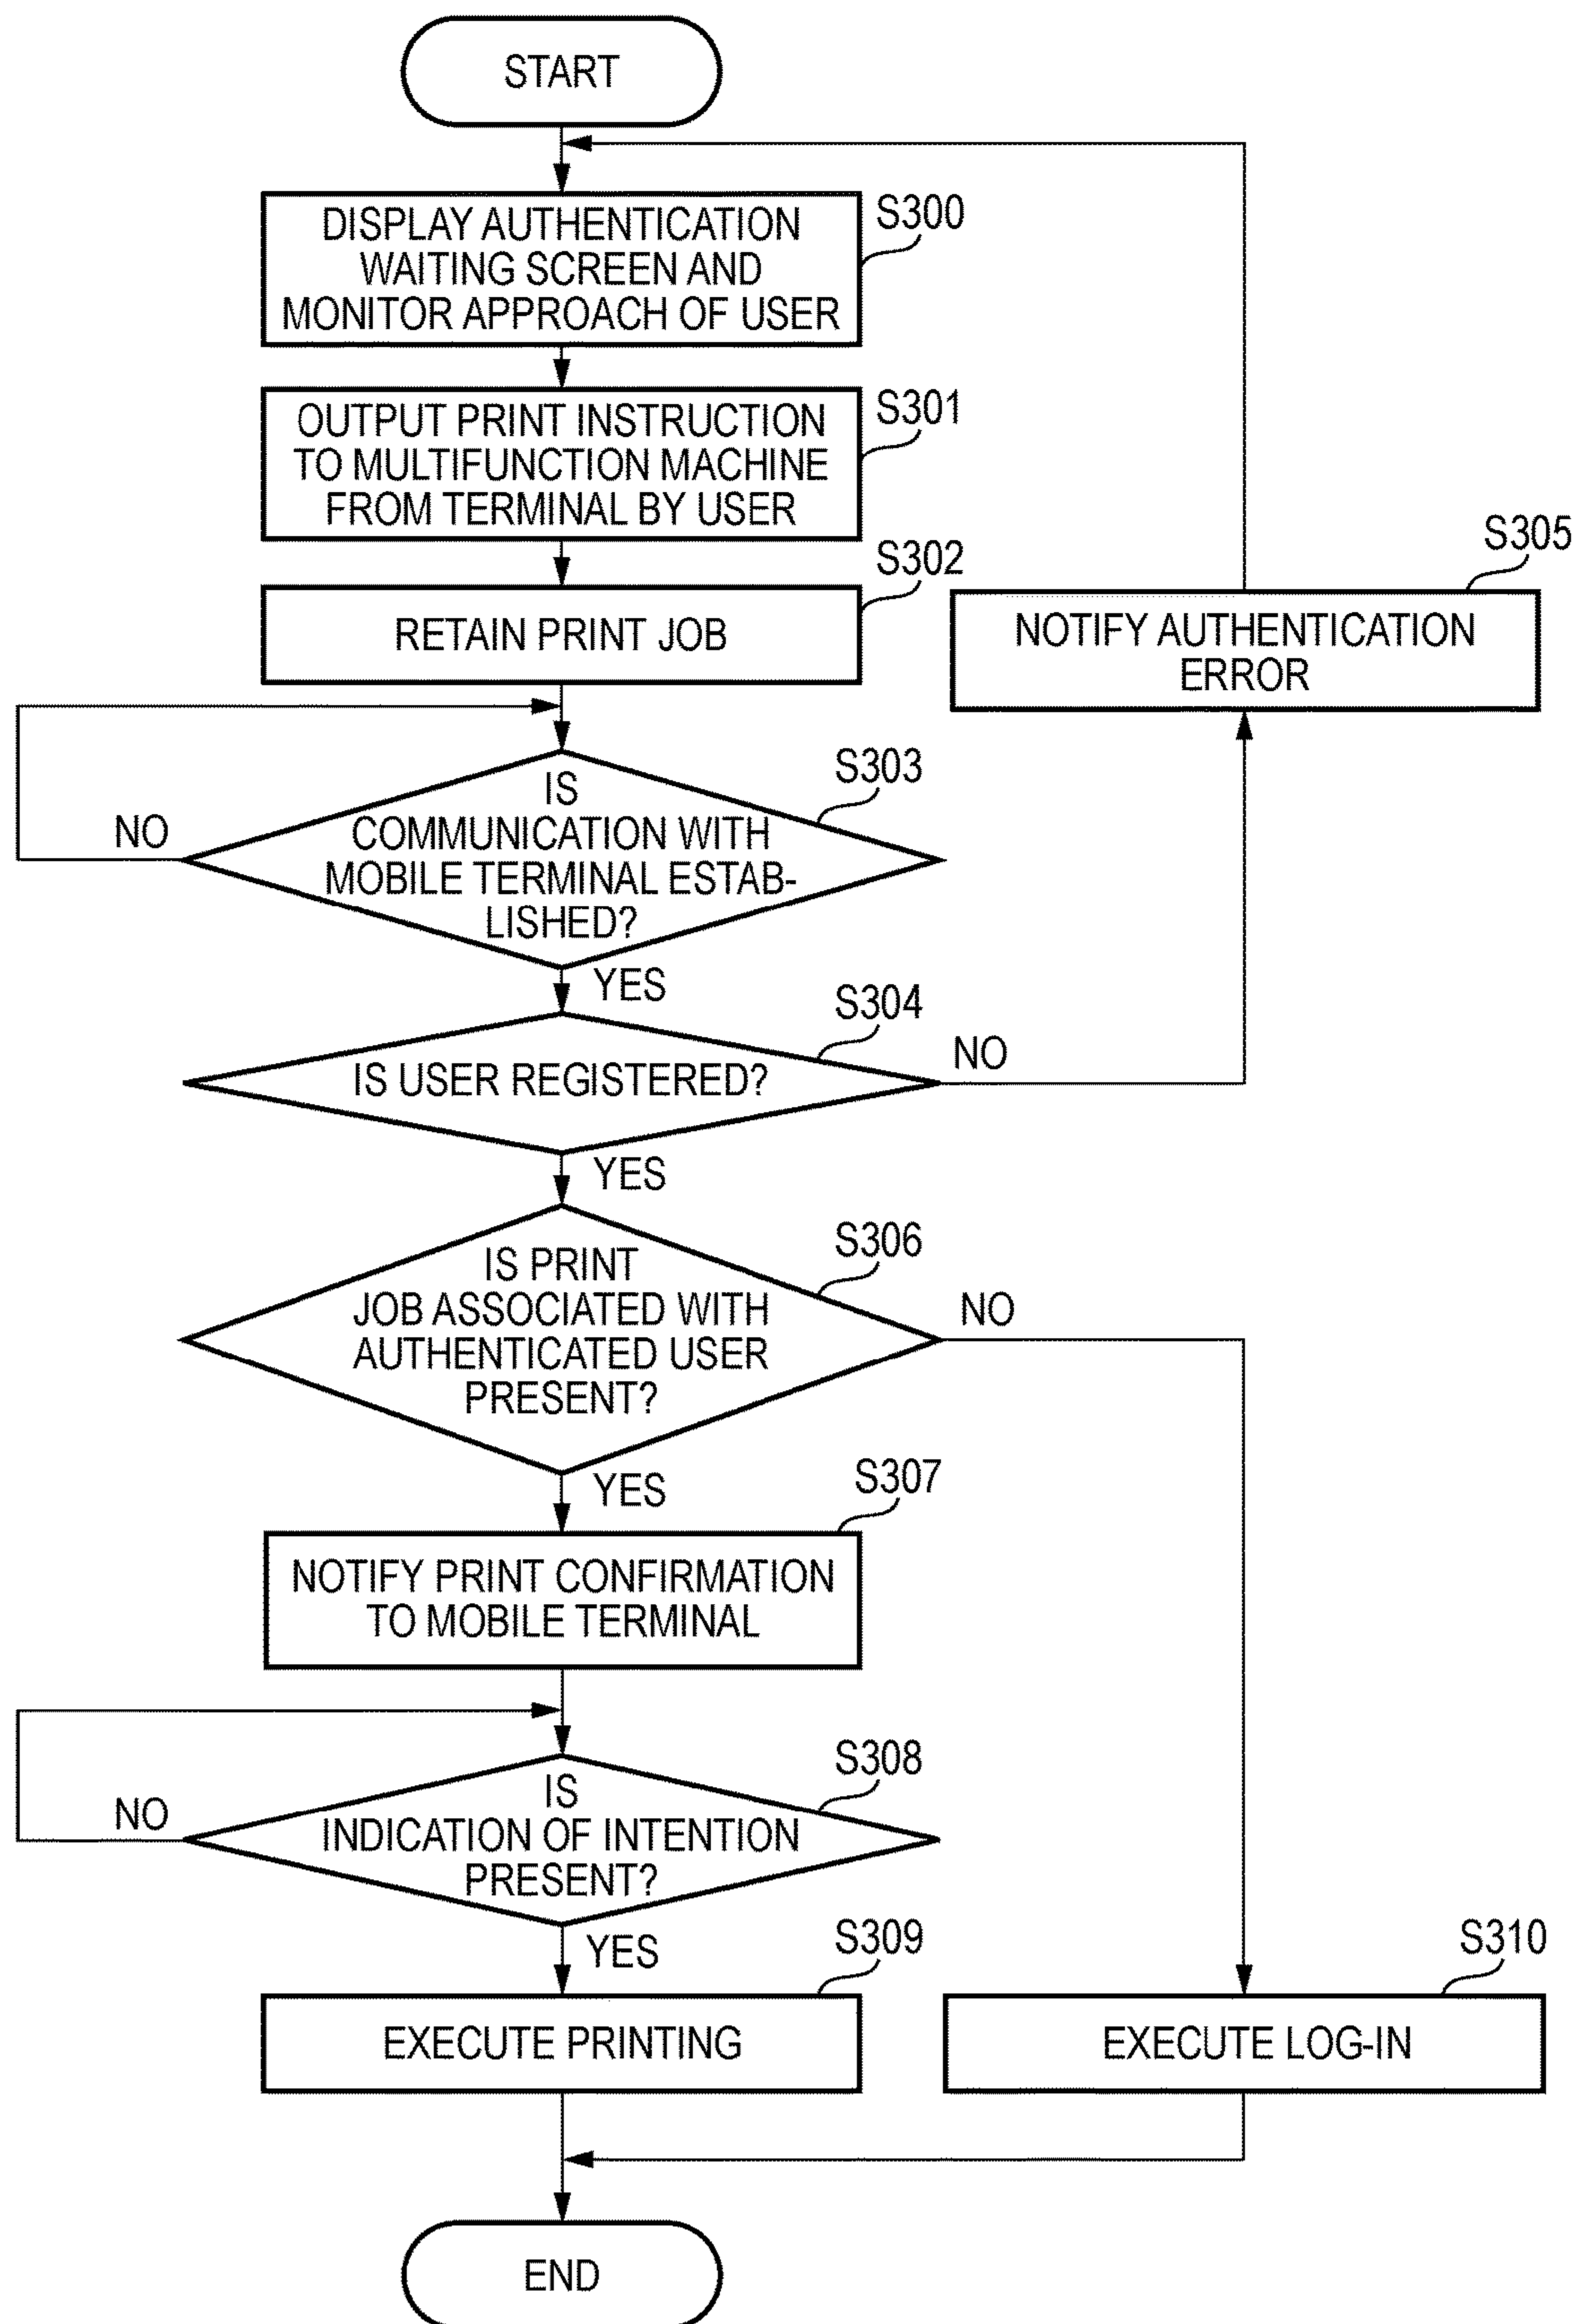 START
DISPLAY AUTHENTICATION
WAITING SCREEN AND
MONITOR APPROACH OF USER
S300
OUTPUT PRINT INSTRUCTION
TO MULTIFUNCTION MACHINE
FROM TERMINAL BY USER
S301
RETAIN PRINT JOB
S302
NOTIFY AUTHENTICATION
ERROR
S305
IS
COMMUNICATION WITH
MOBILE TERMINAL ESTAB-
LISHED?
S303
NO
YES
IS USER REGISTERED?
S304
NO
YES
IS PRINT
JOB ASSOCIATED WITH
AUTHENTICATED USER
PRESENT?
S306
NO
YES
NOTIFY PRINT CONFIRMATION
TO MOBILE TERMINAL
S307
IS
INDICATION OF INTENTION
PRESENT?
S308
NO
YES
EXECUTE PRINTING
S309
EXECUTE LOG-IN
S310
END